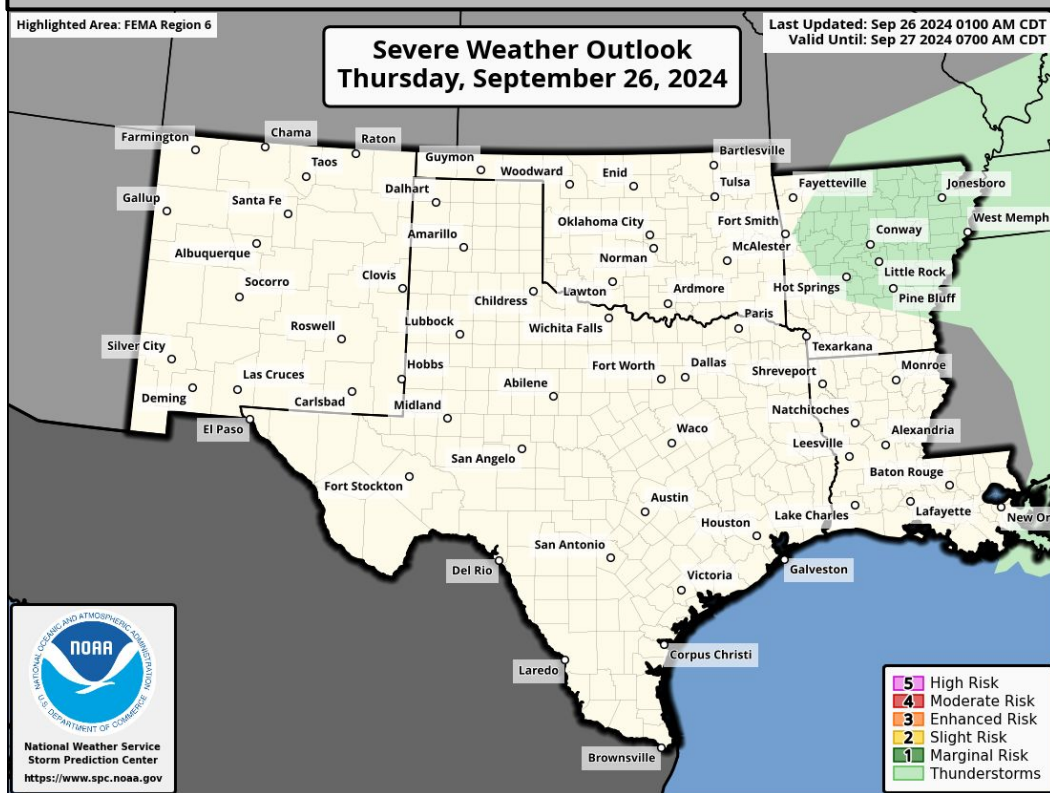 Highlighted Area: FEMA Region 6
Severe Weather Outlook
Thursday, September 26, 2024
Last Updated: Sep 26 2024 0100 AM CDT
Valid Until: Sep 27 2024 0700 AM CDT
Farmington
Chama
Raton
Taos
Gallup
Santa Fe
Albuquerque
Socorro
Clovis
Roswell
Silver City
Las Cruces
Hobbs
Deming
Carlsbad
Guymon
Woodward
Enid
Bartlesville
Tulsa
Dalhart
Amarillo
Oklahoma City
Fort Smith
McAlester
Norman
Lawton
Ardmore
Childress
Fayetteville
Jonesboro
West Memph
Conway
Little Rock
Hot Springs
Pine Bluff
Texarkana
Lubbock
Wichita Falls
Paris
Fort Worth
Dallas
Abilene
Midland
El Paso
Waco
San Angelo
Fort Stockton
Austin
Houston
San Antonio
Del Rio
Victoria
Galveston
Corpus Christi
Laredo
Brownsville
Shreveport
Monroe
Natchitoches
Alexandria
Leesville
Baton Rouge
Lake Charles
Lafayette
New Or
NATIONAL OCEANIC AND ATMOSPHERIC ADMINISTRATION
NOAA
U.S. DEPARTMENT OF COMMERCE
National Weather Service
Storm Prediction Center
https://www.spc.noaa.gov
5 High Risk
4 Moderate Risk
3 Enhanced Risk
2 Slight Risk
1 Marginal Risk
Thunderstorms